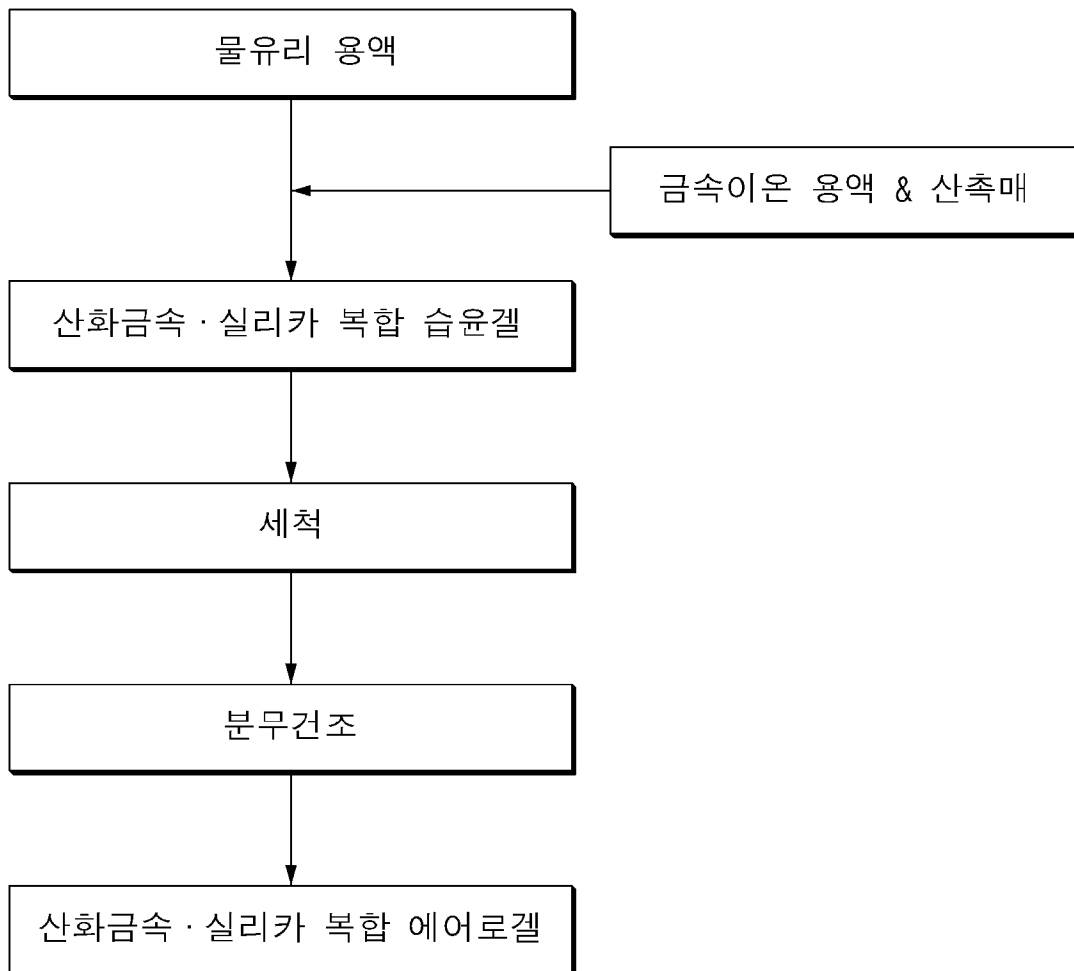 물유리 용액
금속이온 용액 & 산촉매
산화금속·실리카 복합 습윤겔
세척
분무건조
산화금속·실리카 복합 에어로겔